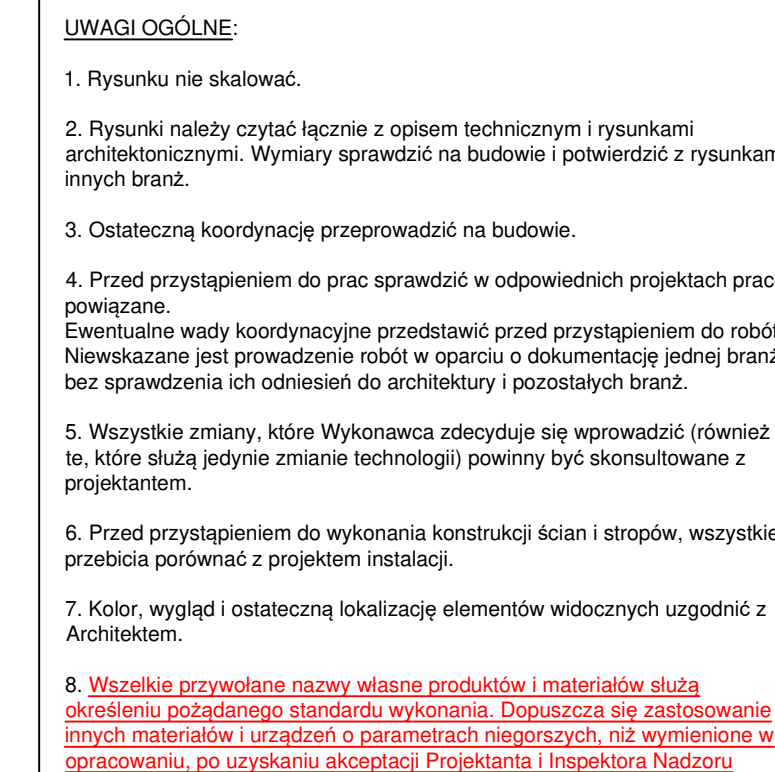 UWAGI OGÓLNE:
1. Rysunku nie skalować.
2. Rysunki należy czytać łącznie z opisem technicznym i rysunkami
architektonicznymi. Wymiary sprawdzić na budowie i potwierdzić z
innych branż.
3. Ostateczną koordynację przeprowadzić na budowie.
4. Przed przystąpieniem do prac sprawdzić w odpowiednich projektach
powiązane.
Ewentualne wady koordynacyjne przedstawić przed przystąpieniem do robót
Niewskazane jest prowadzenie robót w oparciu o dokumentację jednej
bez sprawdzenia ich odniesień do architektury i pozostałych branż.
5. Wszystkie zmiany, które Wykonawca zdecyduje się wprowadzić (również
te, które służą jedynie zmianie technologii) powinny być skonsultowane z
projektantem.
6. Przed przystąpieniem do wykonania konstrukcji ścian i stropów, wszystkie
przebicia porównać z projektem instalacji.
7. Kolor, wygląd i ostateczną lokalizację elementów widocznych uzgodnić z
Architektem.
8. Wszelkie przywołane nazwy własne produktów i materiałów służą
określeniu pożądanego standardu wykonania. Dopuszcza się zastosowanie
innych materiałów i urządzeń o parametrach niegorszych, niż wymienione w
opracowaniu, po uzyskaniu akceptacji Projektanta i Inspektora Nadzoru